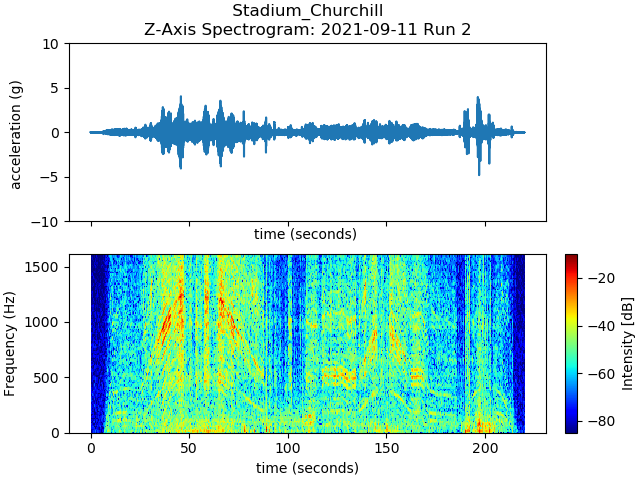 Stadium_Churchill
Z-Axis Spectrogram: 2021-09-11 Run 2
10
5
0
−5
−10
acceleration (g)
time (seconds)
1500
1000
500
0
Frequency (Hz)
0 50 100 150 200
time (seconds)
−20
−40
−60
−80
Intensity [dB]